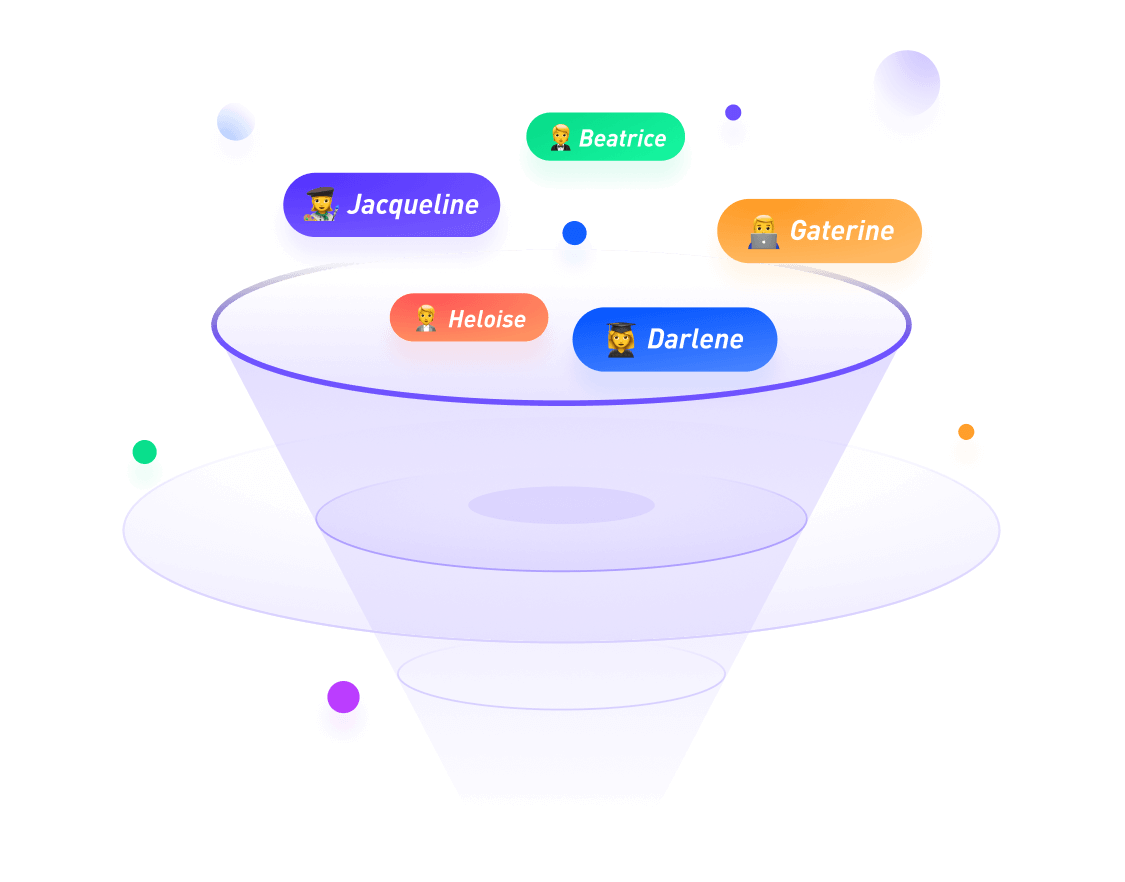 Beatrice
Jacqueline
Gaterine
Heloise
Darlene